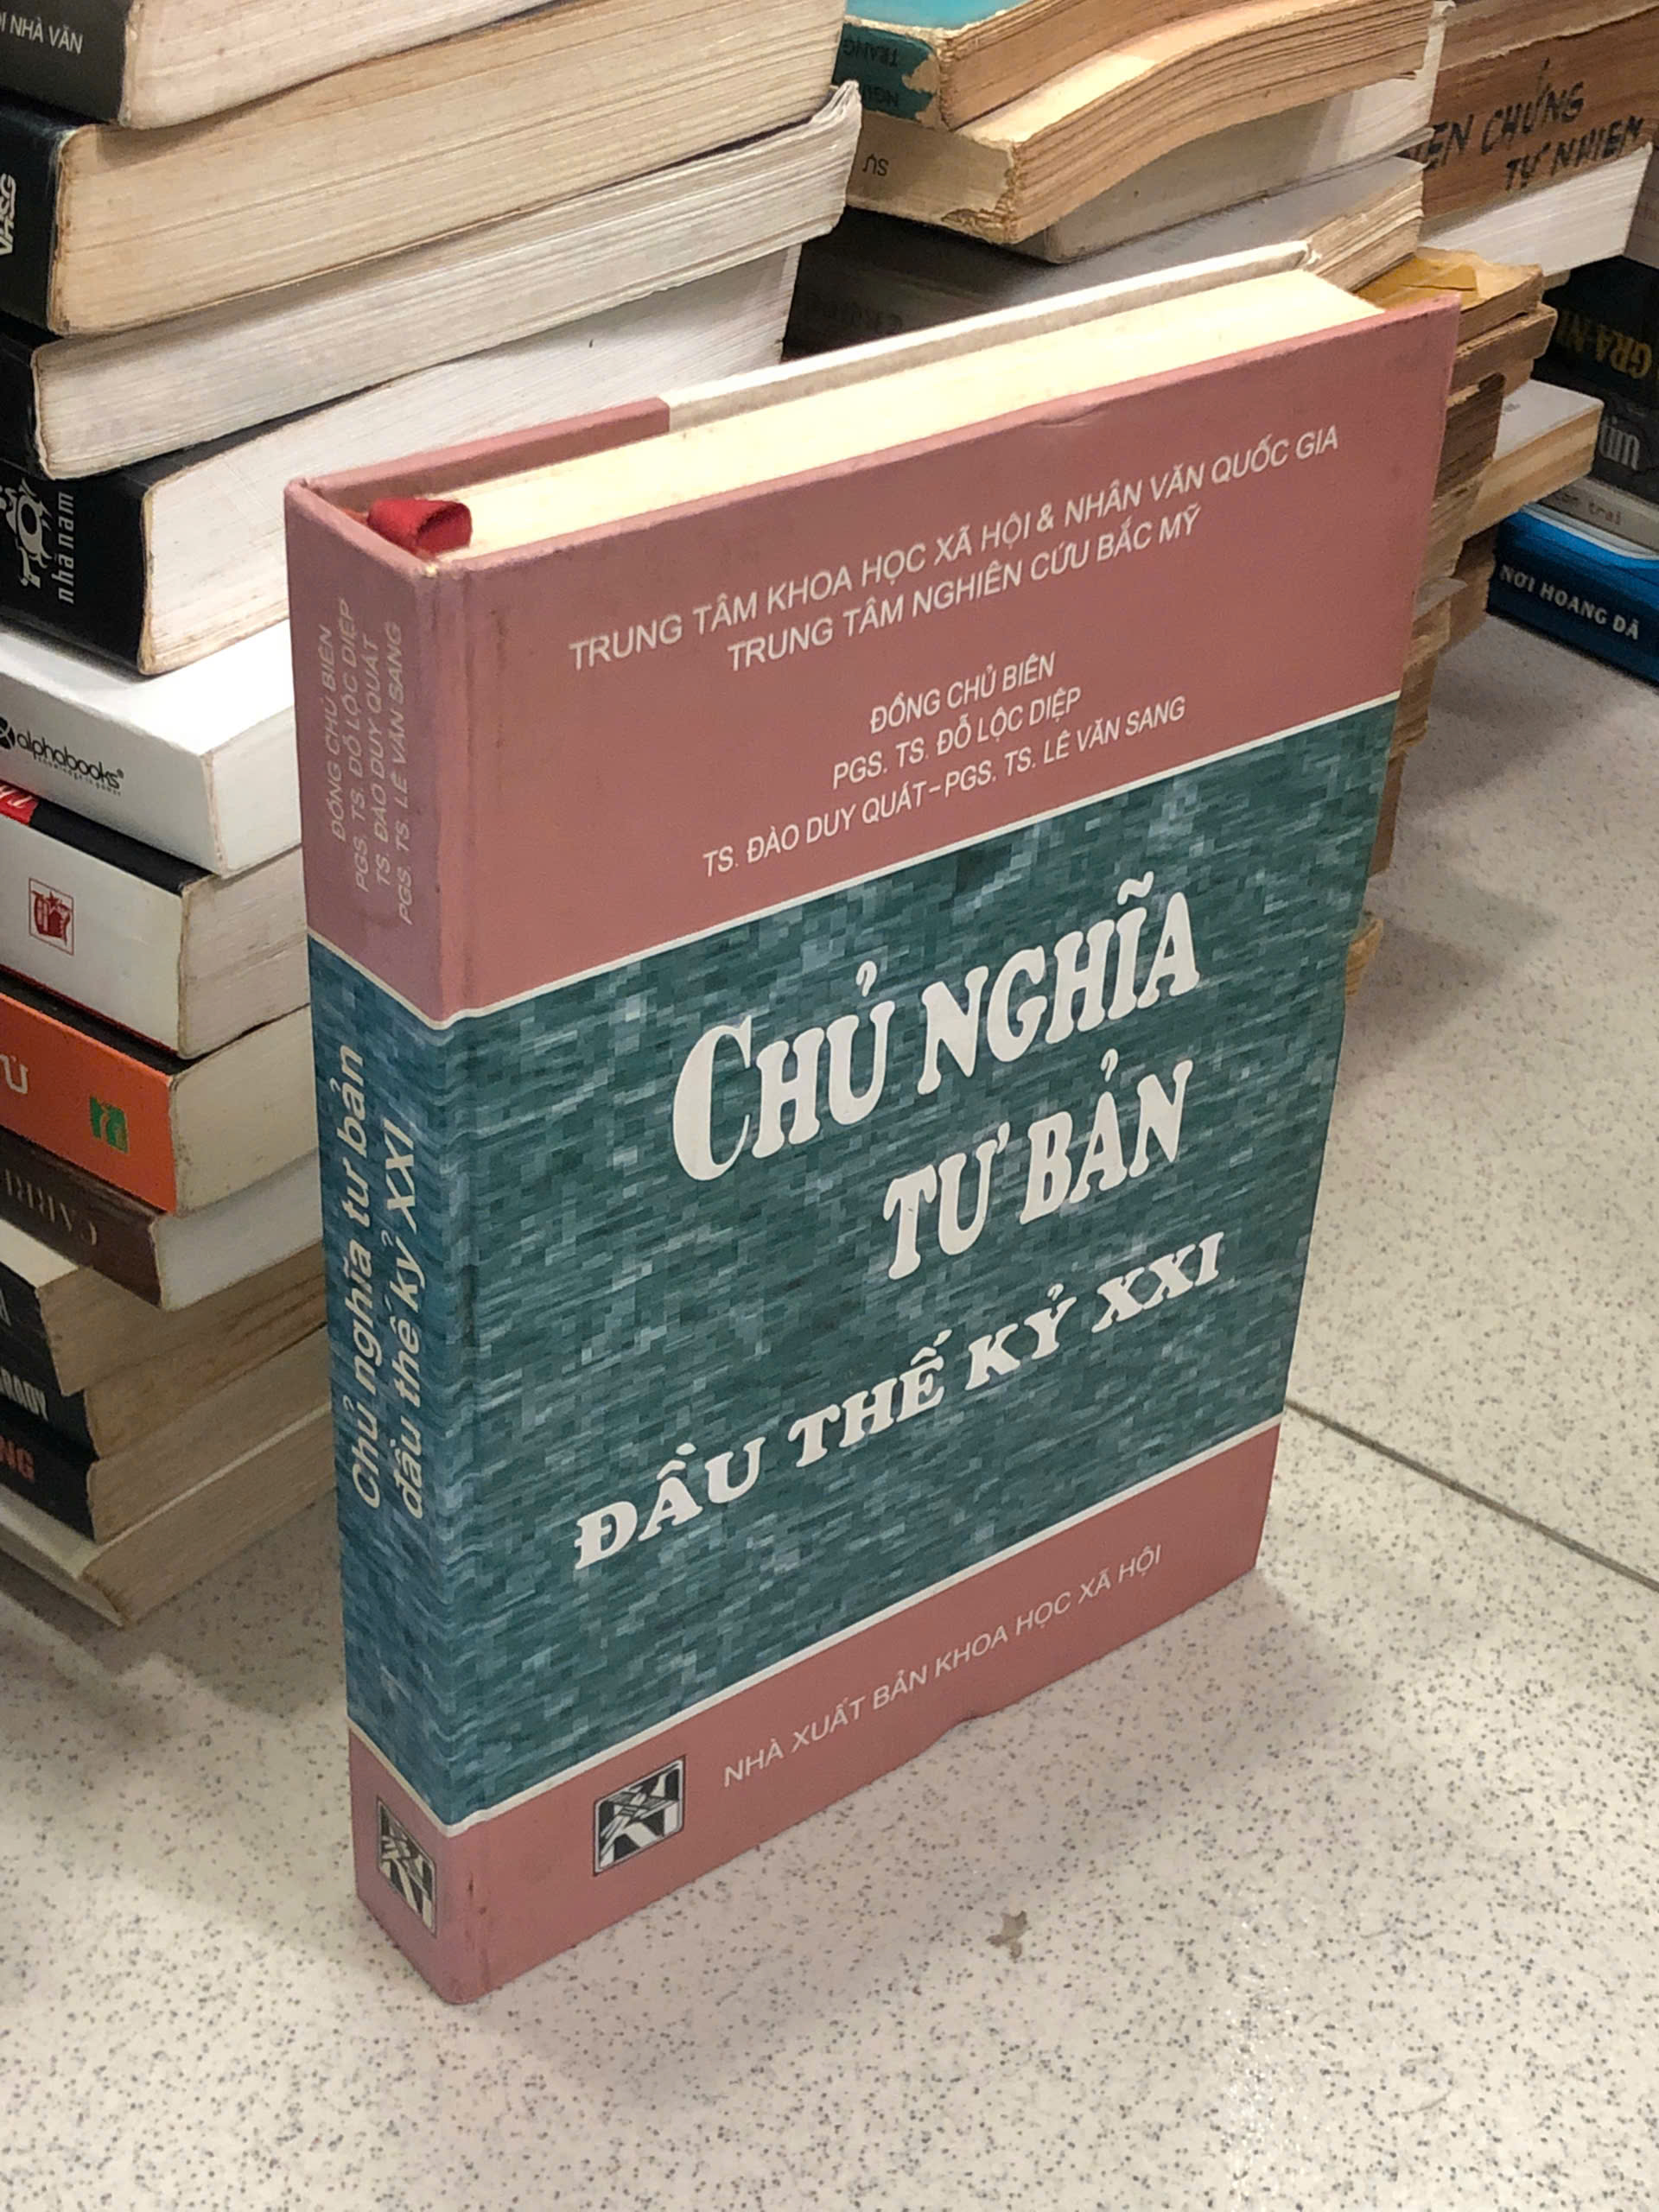 TRUNG TÂM KHOA HỌC XÃ HỘI & NHÂN VĂN QUỐC GIA
TRUNG TÂM NGHIÊN CỨU BẮC MỸ
ĐỒNG CHỦ BIÊN
PGS. TS. ĐỖ LỘC DIỆP
TS. ĐÀO DUY QUÁT - PGS. TS. LÊ VĂN SANG
CHỦ NGHĨA
TƯ BẢN
ĐẦU THẾ KỶ XXI
NHÀ XUẤT BẢN KHOA HỌC XÃ HỘI
ĐỒNG CHỦ BIÊN
PGS. TS. ĐỖ LỘC DIỆP
TS. ĐÀO DUY QUÁT
PGS. TS. LÊ VĂN SANG
Chủ nghĩa tư bản
đầu thế kỷ XXI
NHÀ VĂN
nhã nam
alphabooks
SỬ
CHỨNG
TỰ NHIÊN
NƠI HOANG DÃ